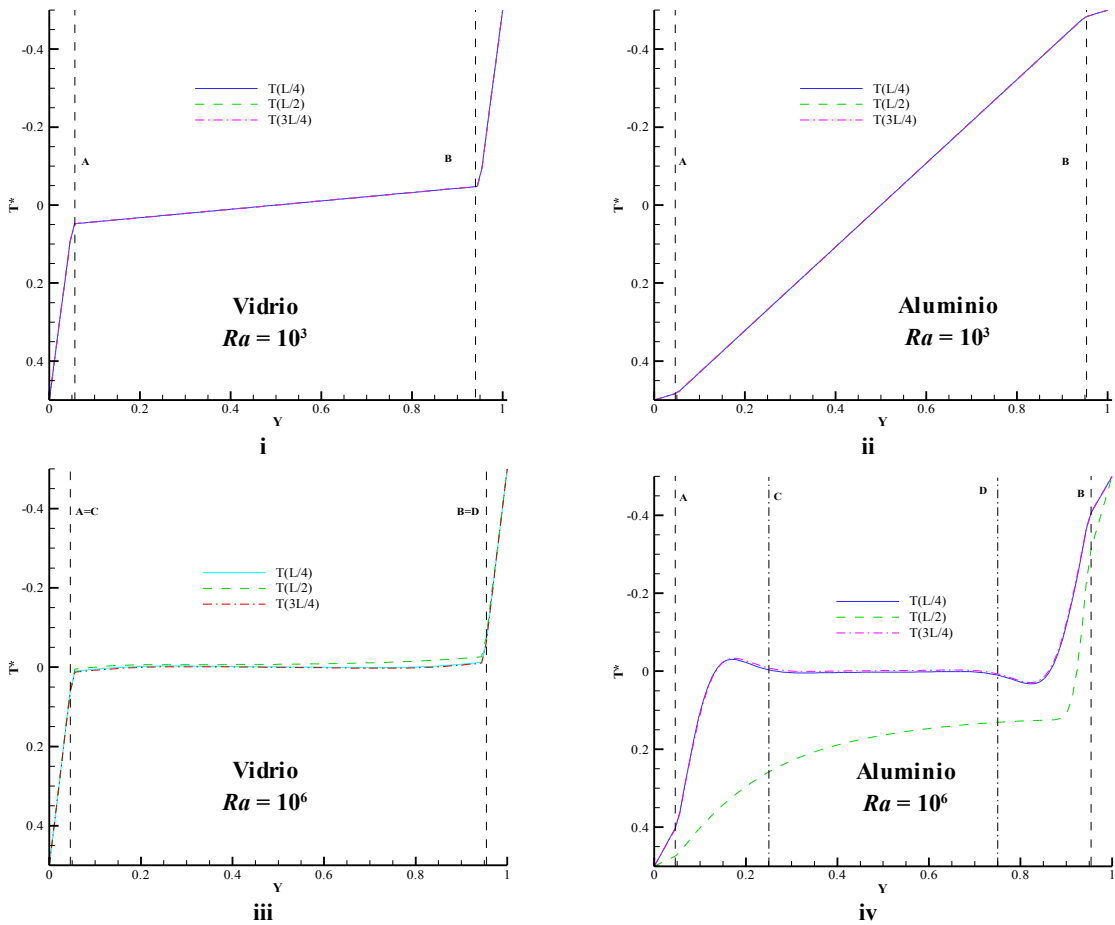 -0.4
-0.2
0
0.2
0.4
T*
T(L/4)
T(L/2)
T(3L/4)
A
B
Vidrio
Ra = 10³
0
0.2
0.4
0.6
0.8
1
Y
i
-0.4
-0.2
0
0.2
0.4
T*
T(L/4)
T(L/2)
T(3L/4)
A
B
Aluminio
Ra = 10³
0
0.2
0.4
0.6
0.8
1
Y
ii
-0.4
-0.2
0
0.2
0.4
T*
A=C
B=D
T(L/4)
T(L/2)
T(3L/4)
Vidrio
Ra = 10⁶
0
0.2
0.4
0.6
0.8
1
Y
iii
-0.4
-0.2
0
0.2
0.4
T*
A
C
D
B
T(L/4)
T(L/2)
T(3L/4)
Aluminio
Ra = 10⁶
0
0.2
0.4
0.6
0.8
1
Y
iv